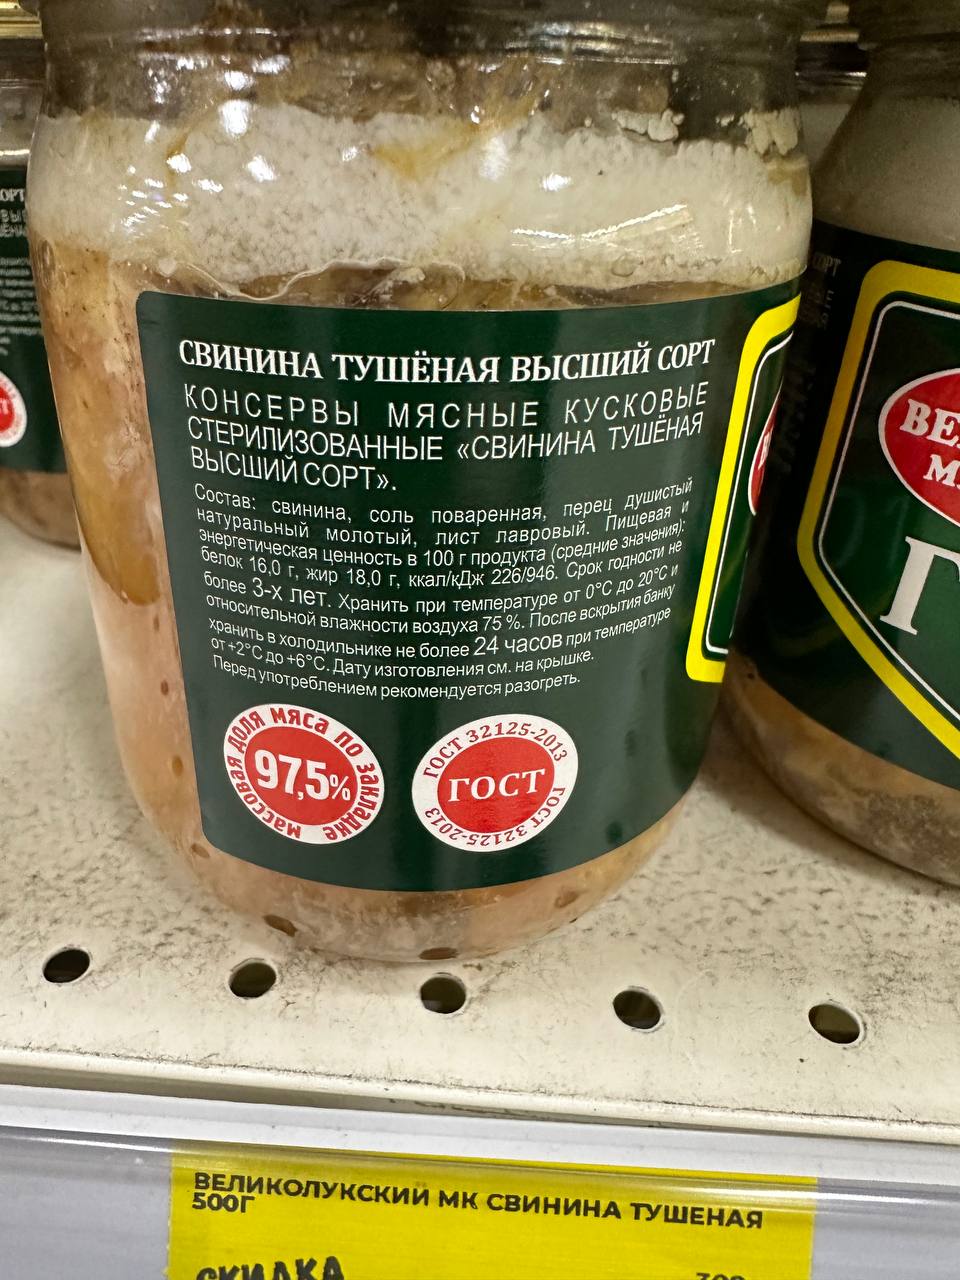 СВИНИНА ТУШЁНАЯ ВЫСШИЙ СОРТ
КОНСЕРВЫ МЯСНЫЕ КУСКОВЫЕ
СТЕРИЛИЗОВАННЫЕ «СВИНИНА ТУШЁНАЯ
ВЫСШИЙ СОРТ».
Состав: свинина, соль поваренная, перец душистый
натуральный молотый, лист лавровый. Пищевая и
энергетическая ценность в 100 г продукта (средние значения):
белок 16,0 г, жир 18,0 г, ккал/кДж 226/946. Срок годности не
более 3-х лет. Хранить при температуре от 0°С до 20°С и
относительной влажности воздуха 75 %. После вскрытия банку
хранить в холодильнике не более 24 часов при температуре
от +2°С до +6°С. Дату изготовления см. на крышке.
Перед употреблением рекомендуется разогреть.
массовая доля мяса по закладке
97,5%
ГОСТ 32125-2013
ГОСТ
ГОСТ 32125-2013
ВЕЛИКОЛУКСКИЙ МК СВИНИНА ТУШЕНАЯ
500Г
СКИДКА